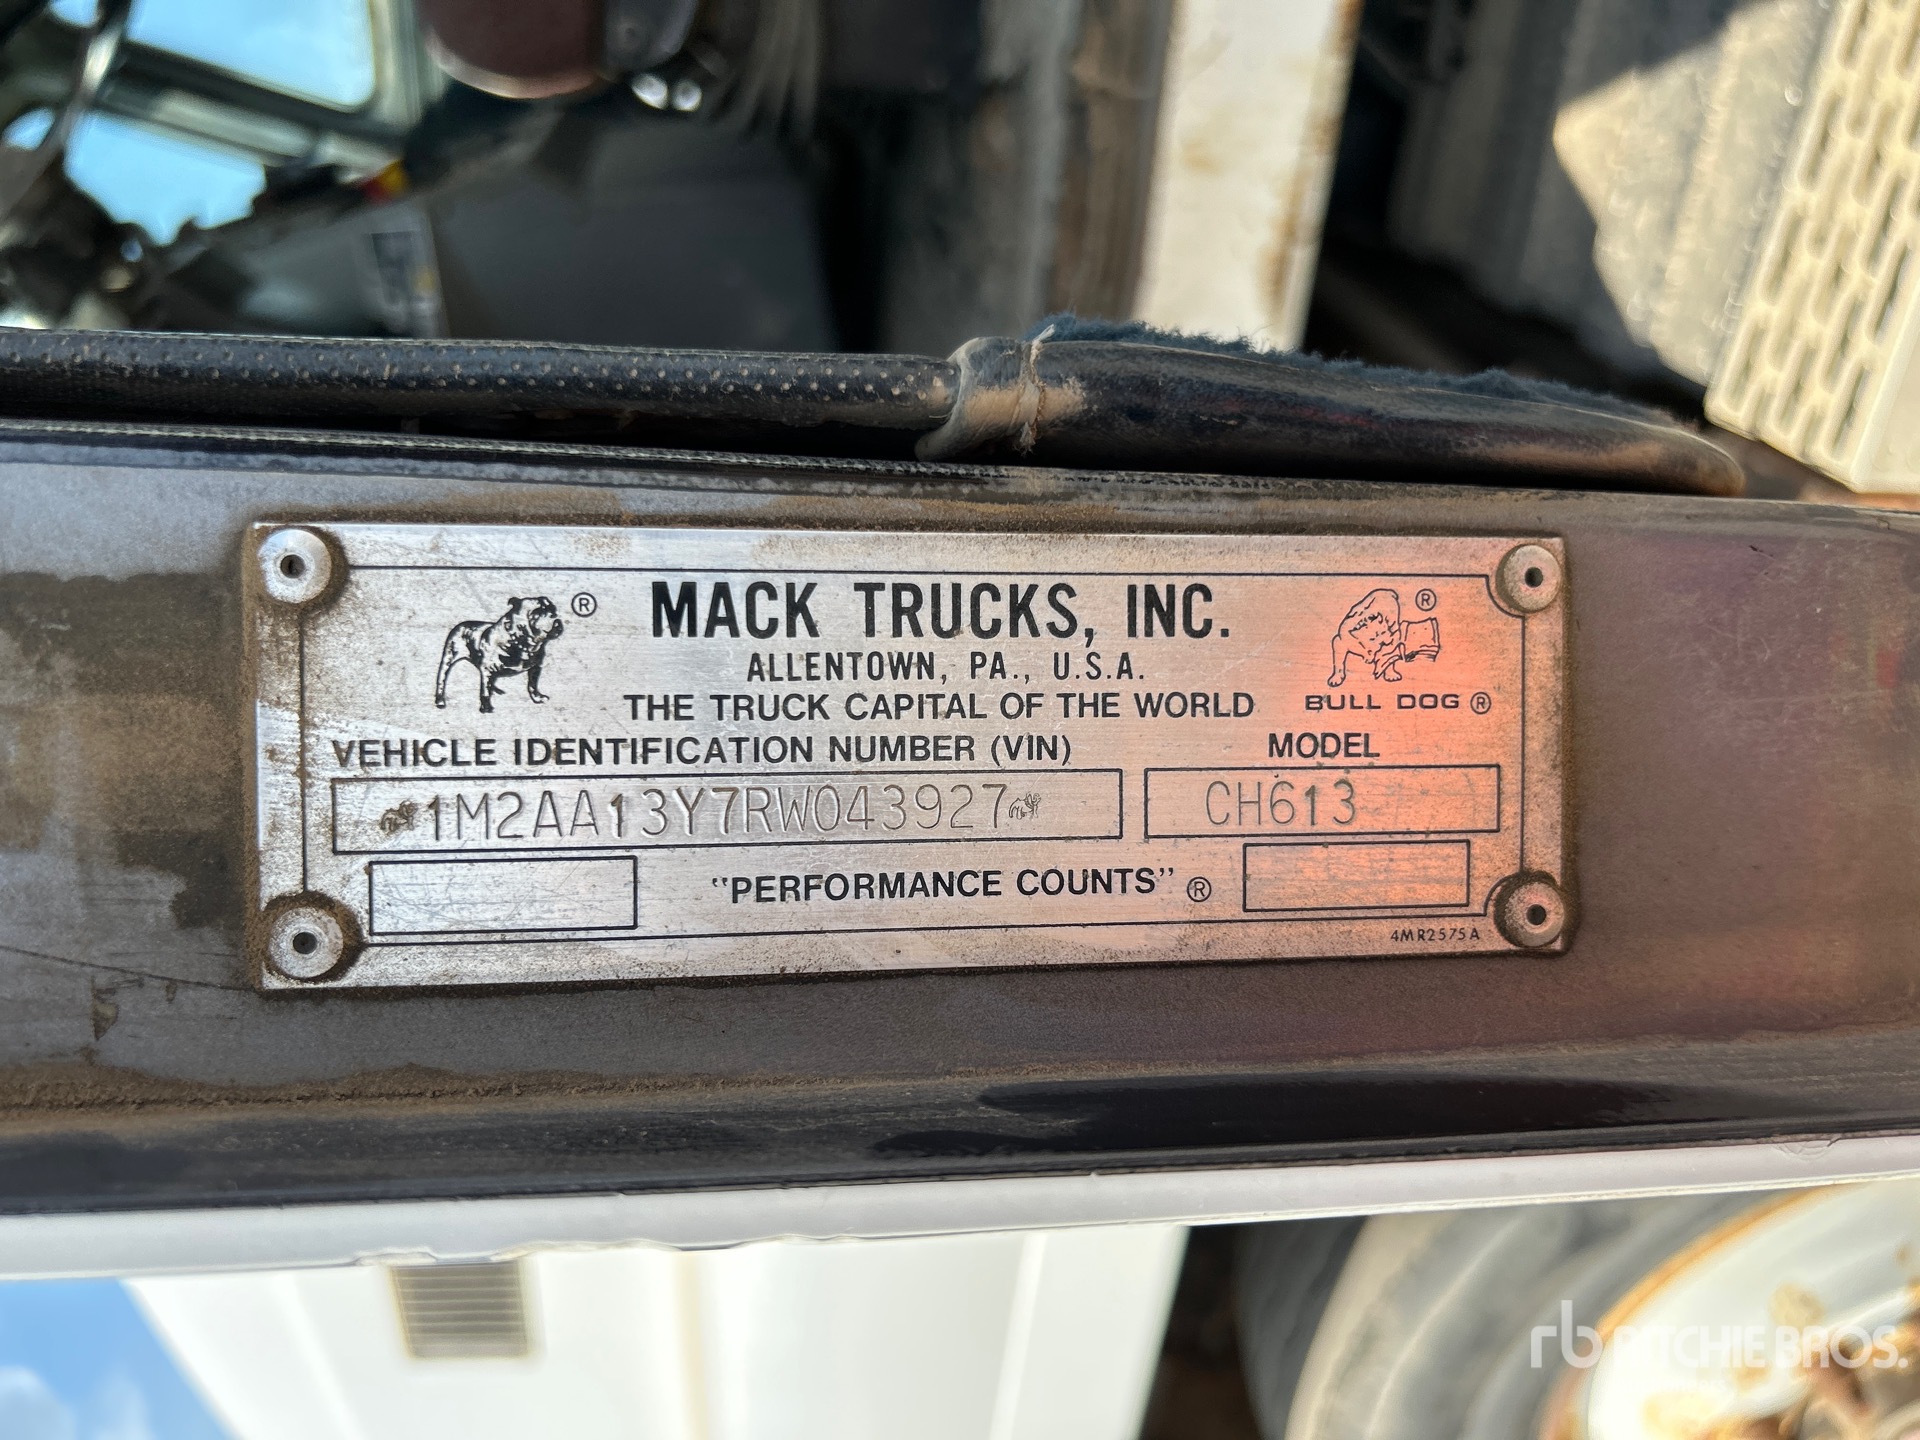 ® MACK TRUCKS, INC. ®
ALLENTOWN, PA., U.S.A.
THE TRUCK CAPITAL OF THE WORLD BULL DOG ®
VEHICLE IDENTIFICATION NUMBER (VIN) MODEL
1M2AA13Y7RW043927 CH613
"PERFORMANCE COUNTS" ®
4MR2575A
rb RITCHIE BROS.